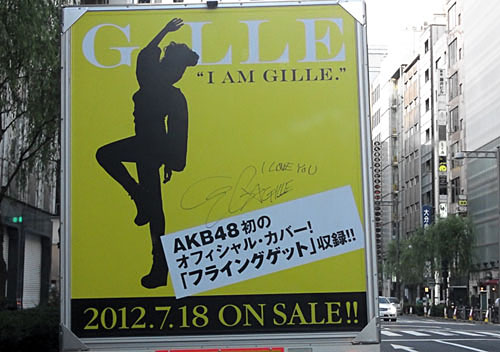 GILLE
"I AM GILLE."
I LOVE YOU
GILLE
AKB48初の
オフィシャル・カバー!
「フライングゲット」収録!!
2012.7.18 ON SALE!!